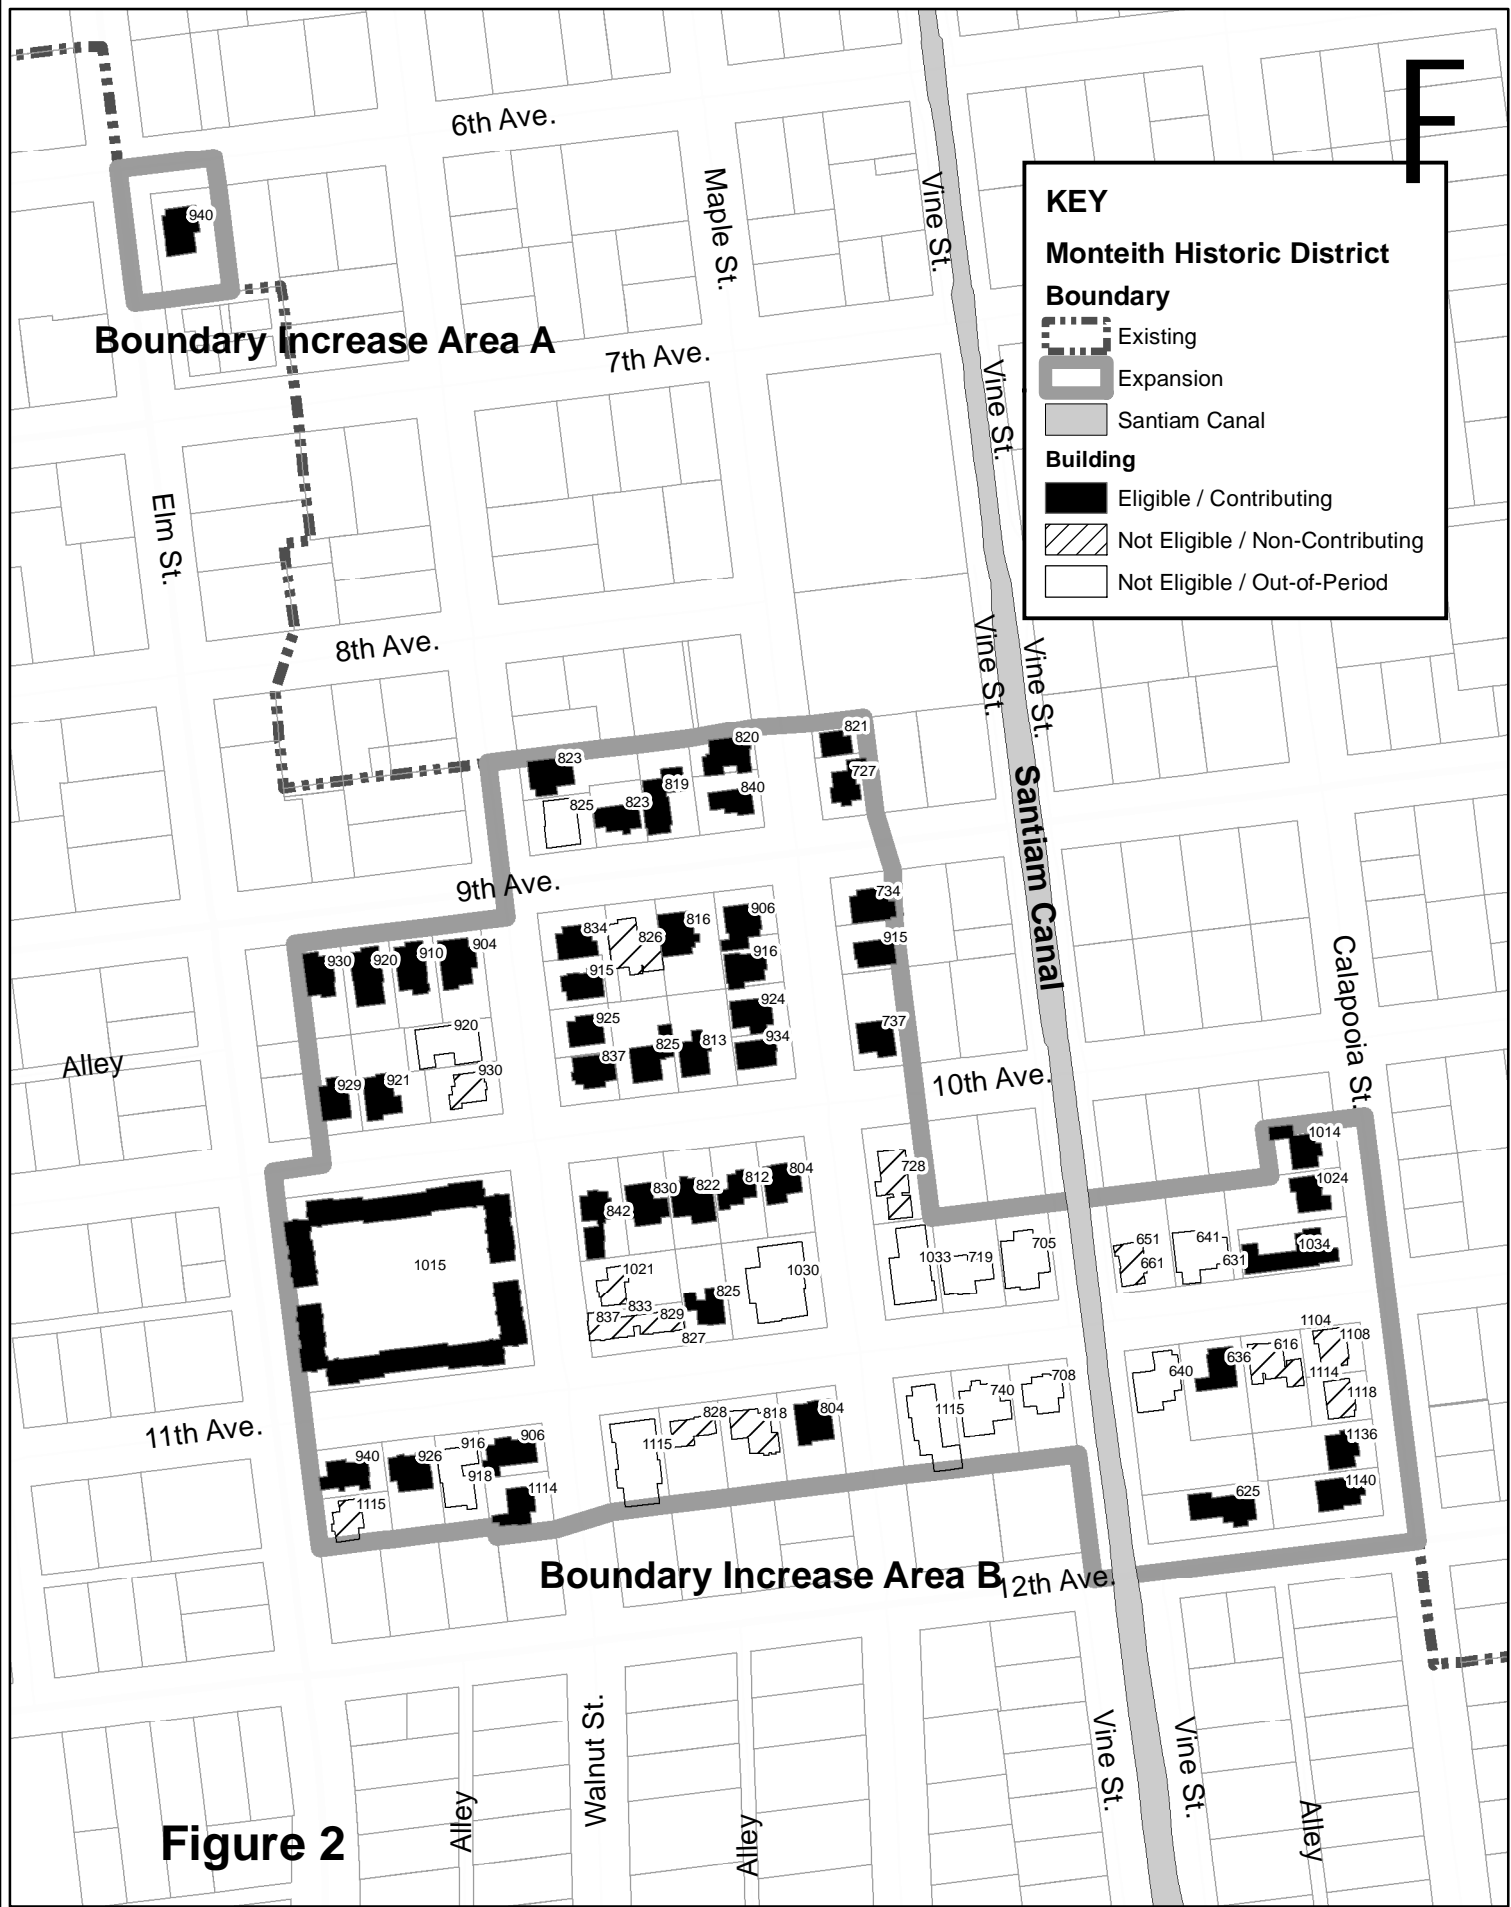 6th Ave.
F
KEY
Monteith Historic District
Boundary
Existing
Expansion
Santiam Canal
Building
Eligible / Contributing
Not Eligible / Non-Contributing
Not Eligible / Out-of-Period
Maple St.
Vine St.
940
Boundary Increase Area A
7th Ave.
Vine St.
Elm St.
8th Ave.
Vine St.
Vine St.
821
820
823
727
819
840
825
823
Santiam Canal
9th Ave.
734
906
816
834
826
915
904
910
916
930
920
915
924
925
737
920
934
825
813
837
Calapooia St.
Alley
930
921
929
10th Ave.
1014
728
804
812
1024
822
830
842
1033
719
705
651
641
1034
631
661
1015
1021
1030
825
833
837
829
827
1104
1108
616
636
640
1114
1118
708
740
1115
804
818
828
1115
11th Ave.
906
916
1136
940
926
918
1140
1114
625
1115
Boundary Increase Area B
12th Ave.
Walnut St.
Vine St.
Vine St.
Alley
Alley
Alley
Figure 2